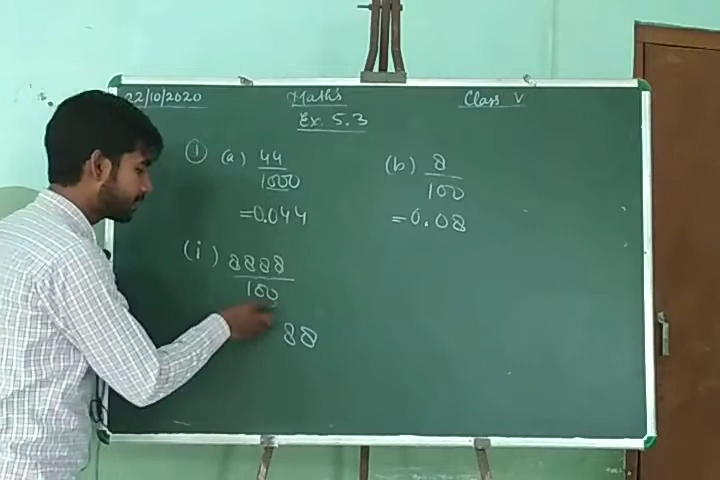 22/10/2020 Maths Class V
Ex. 5.3
① (a) 44/1000 (b) 8/100
=0.044 =0.08
(i) 8888/100
88